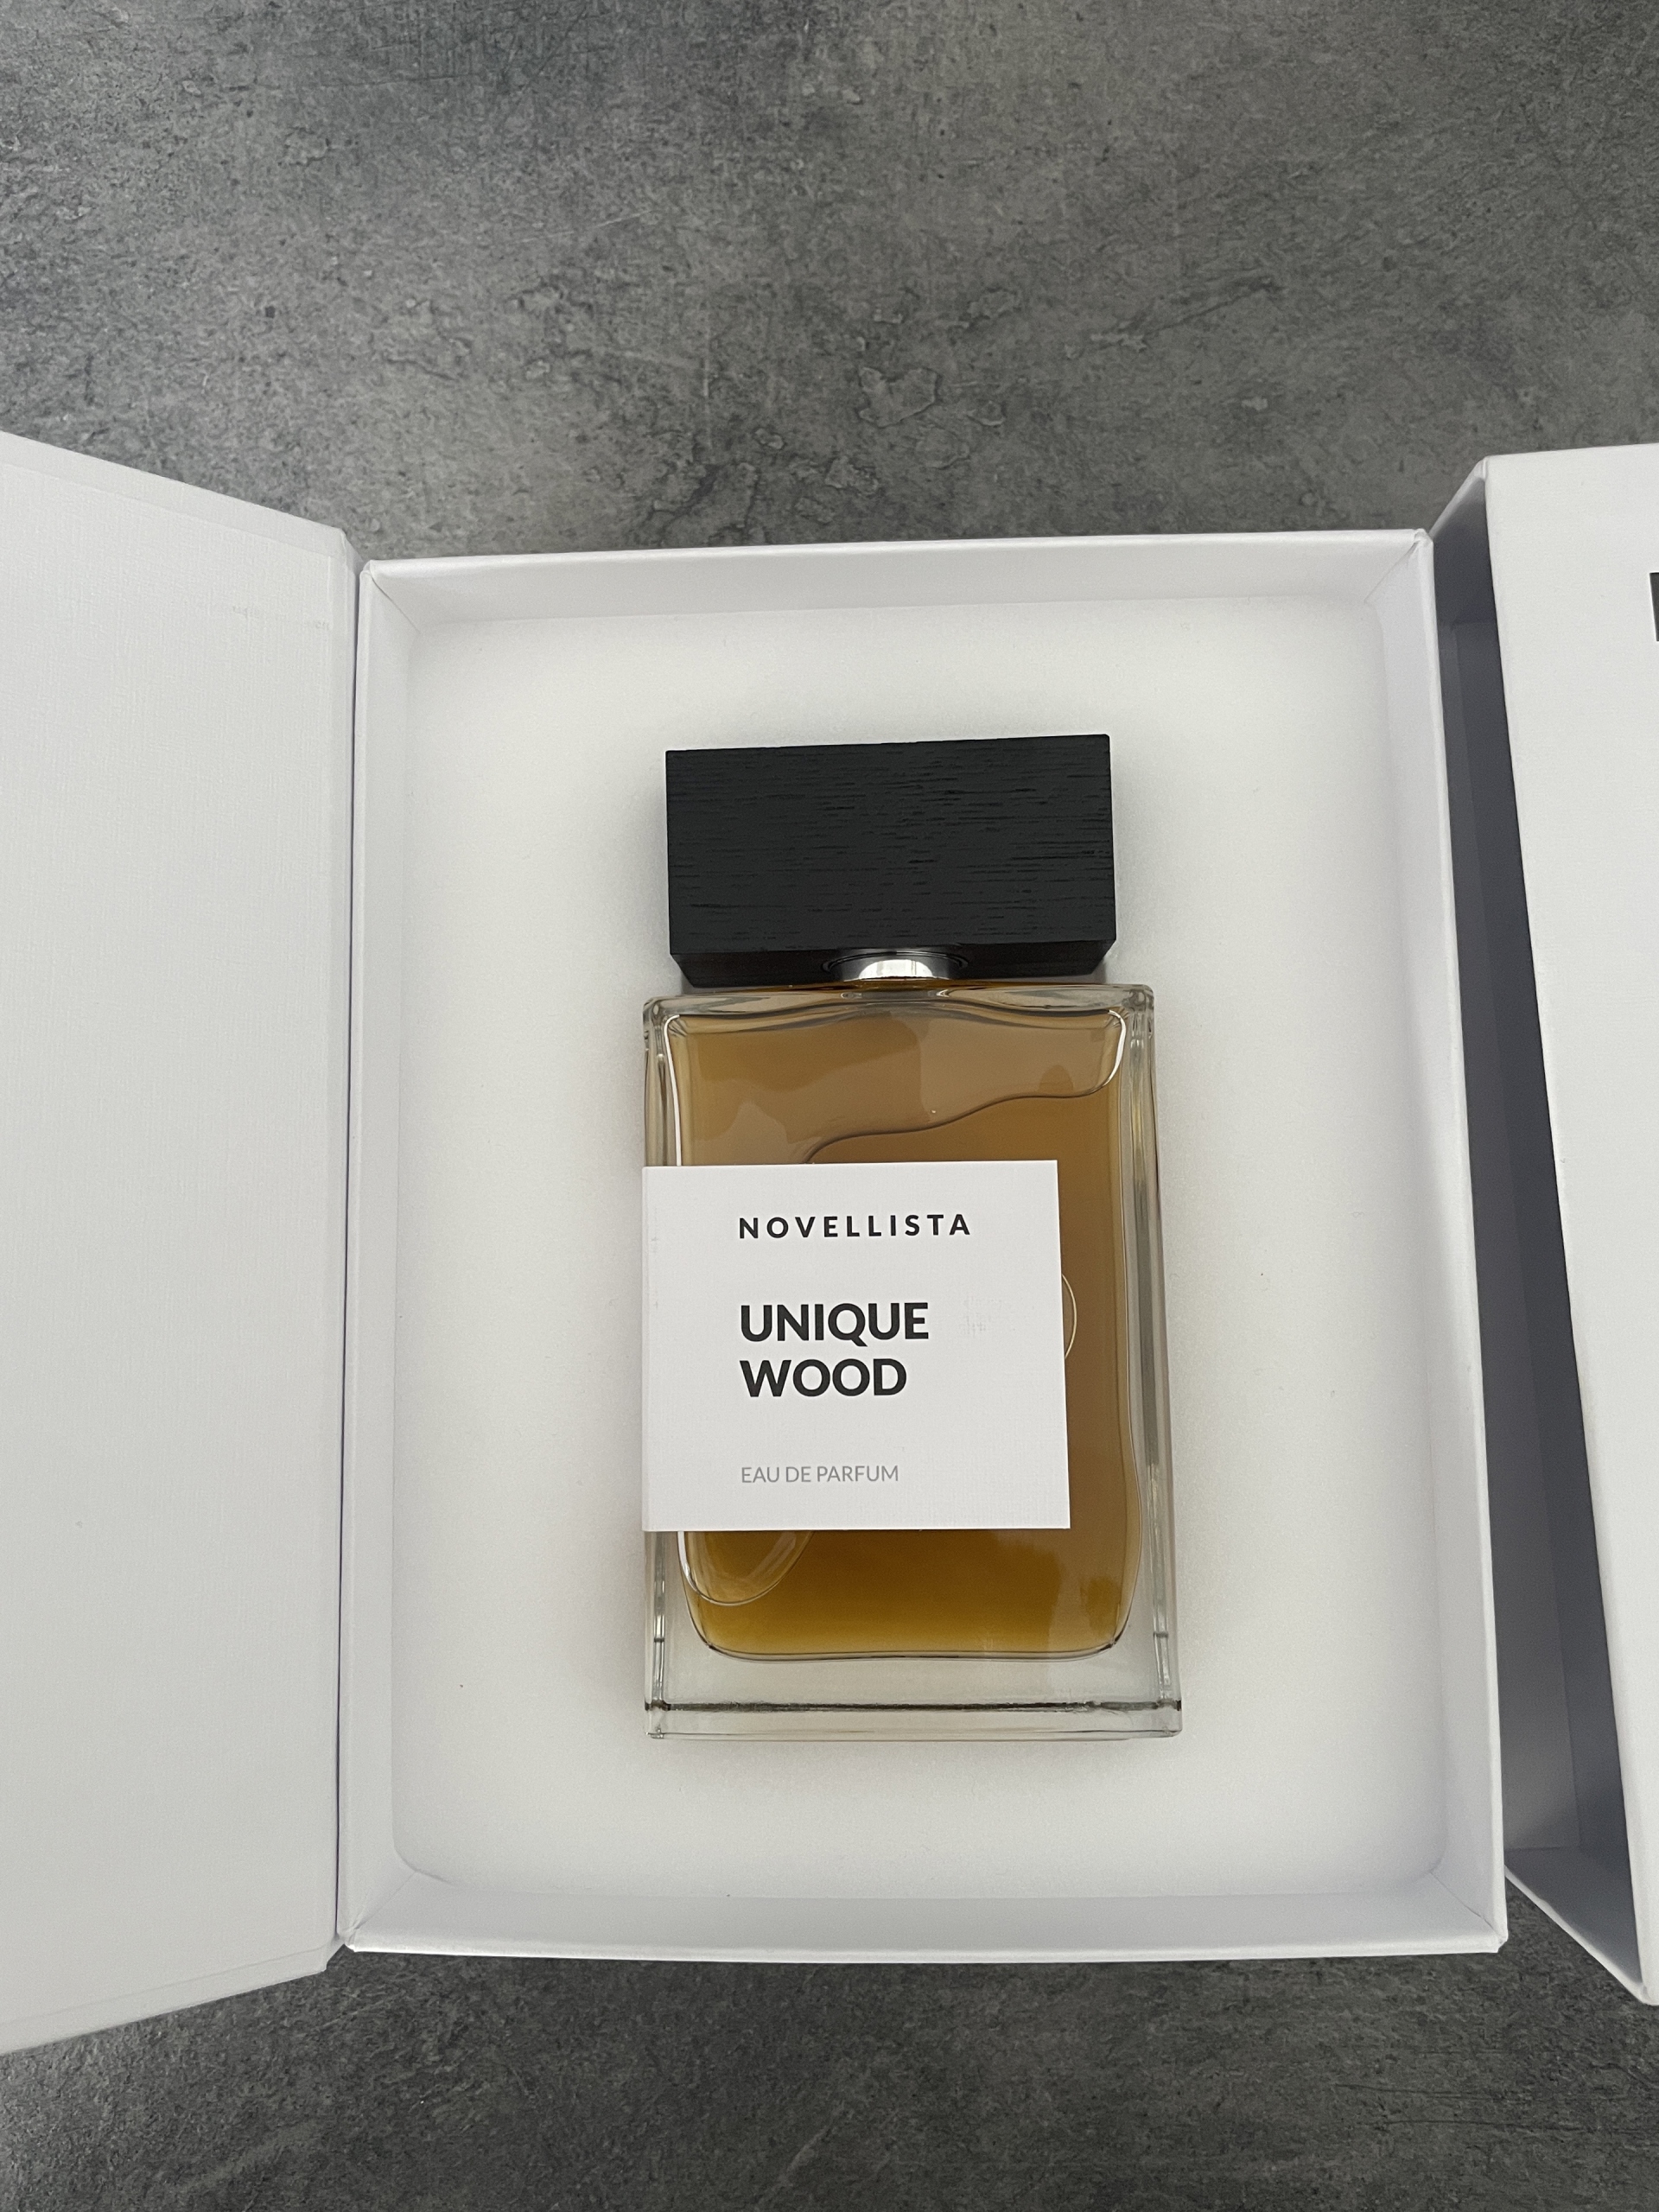 NOVELLISTA
UNIQUE
WOOD
EAU DE PARFUM